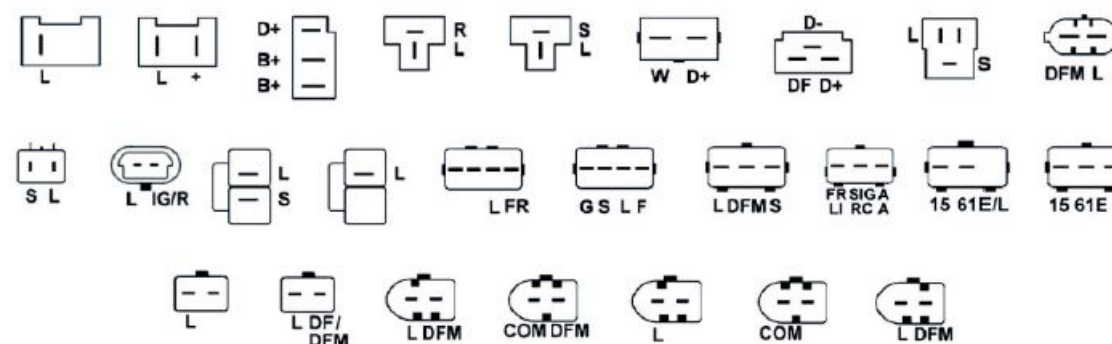 L
L +
D+
B+
B+
R
L
S
L
W D+
D-
DF D+
L
S
DFM L
S L
L IG/R
L
S
L
L FR
G S L F
L DFM S
FR SIG A
LI RC A
15 61E/L
15 61E
L
L DF/
DFM
L DFM
COM DFM
L
COM
L DFM